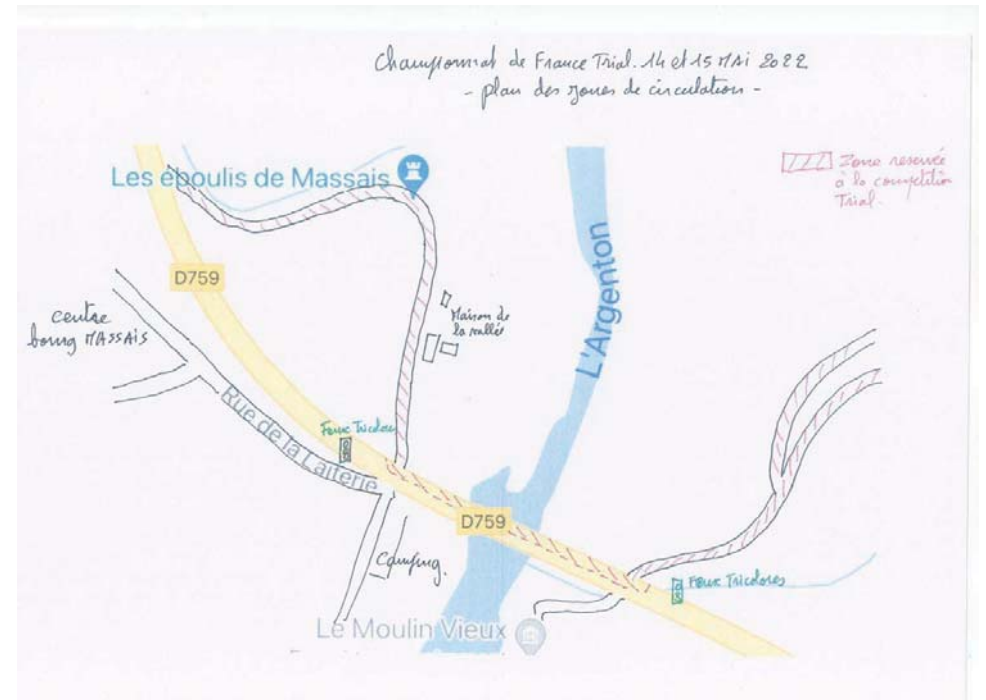 Championnat de France Trial. 14 et 15 MAi 2022
- plan des zones de circulation -
Zone reservée
à la compétition
Trial.
Les éboulis de Massais
D759
L'Argenton
centre
bourg MASSAIS
Maison de
la vallée
Rue de la Laiterie
Feux Tricolores
D759
Camping.
Feux Tricolores
Le Moulin Vieux